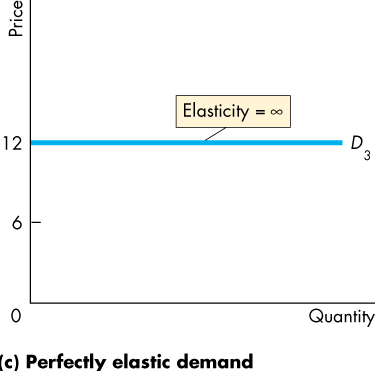 Price
Elasticity = ∞
12
D3
6
0
Quantity
(c) Perfectly elastic demand